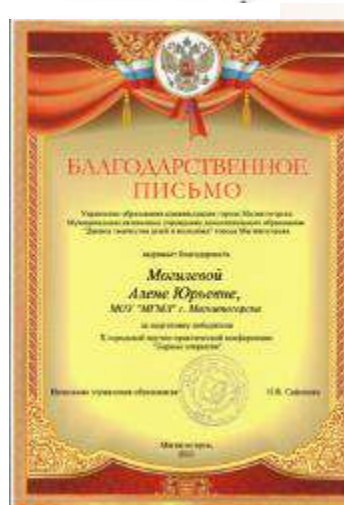 БЛАГОДАРСТВЕННОЕ
ПИСЬМО
Управление образования администрации города Магнитогорска
Муниципальное автономное учреждение дополнительного образования
"Дворец творчества детей и молодежи" города Магнитогорска
выражает благодарность
Могилевой
Алене Юрьевне,
МОУ "МГМЛ" г. Магнитогорска
за подготовку победителя
X городской научно-практической конференции
"Первые открытия"
Начальник управления образования
Магнитогорск,